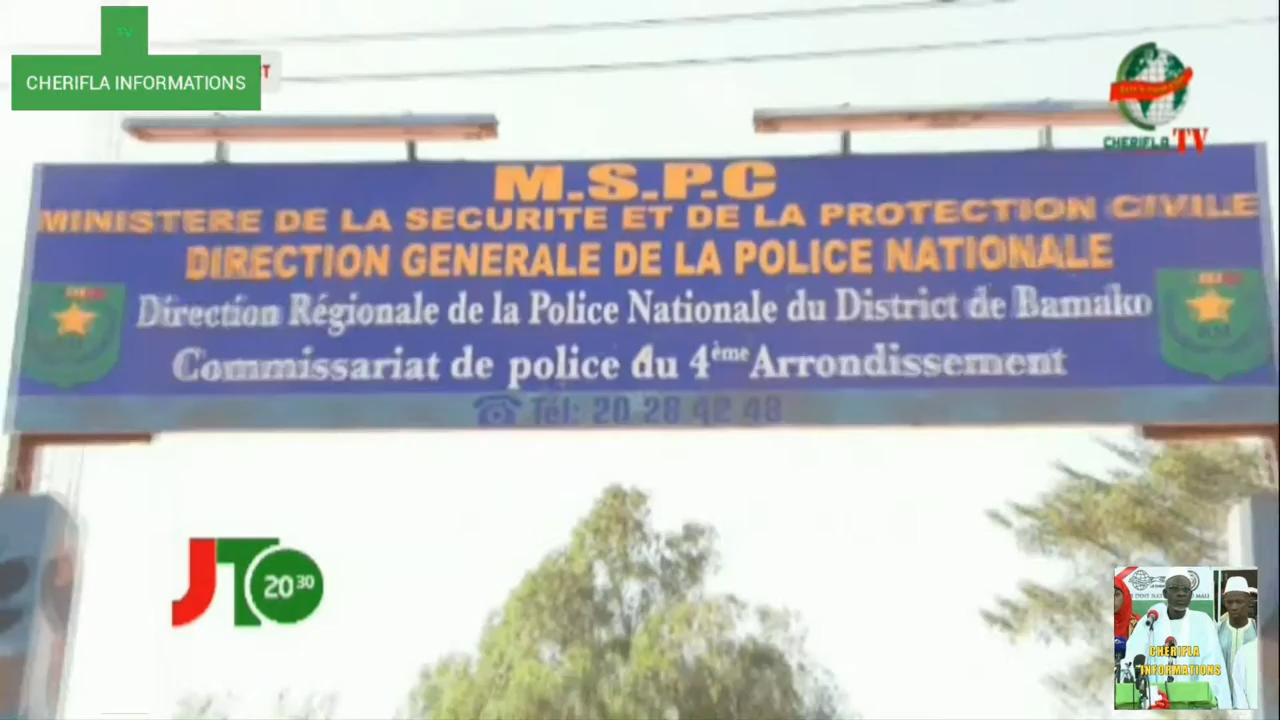 TV
CHERIFLA INFORMATIONS
CHERIFLA TV
M.S.P.C
MINISTERE DE LA SECURITE ET DE LA PROTECTION CIVILE
DIRECTION GENERALE DE LA POLICE NATIONALE
Direction Régionale de la Police Nationale du District de Bamako
Commissariat de police du 4ème Arrondissement
Tél: 20 28 42 48
JT 20 30
CHERIFLA
INFORMATIONS